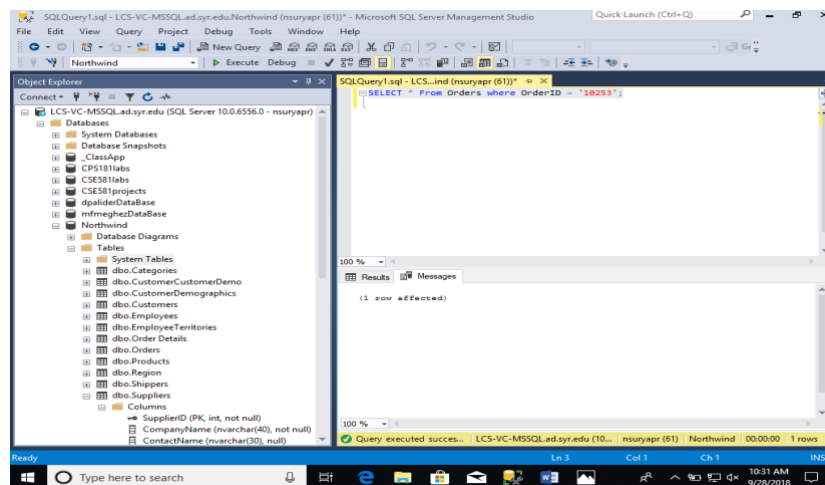 SQLQuery1.sql - LCS-VC-MSSQL.ad.syr.edu.Northwind (nsuryapr (61))* - Microsoft SQL Server Management Studio
Quick Launch (Ctrl+Q)
File Edit View Query Project Debug Tools Window Help
New Query
Northwind
Execute Debug
Object Explorer
SQLQuery1.sql - LCS...ind (nsuryapr (61))*
Connect
SELECT * From Orders where OrderID = '10253';
LCS-VC-MSSQL.ad.syr.edu (SQL Server 10.0.6556.0 - nsuryapr)
Databases
System Databases
Database Snapshots
_ClassApp
CPS181labs
CSE581labs
CSE581projects
dpaliderDataBase
mfmeghezDataBase
Northwind
Database Diagrams
Tables
System Tables
dbo.Categories
dbo.CustomerCustomerDemo
dbo.CustomerDemographics
dbo.Customers
dbo.Employees
dbo.EmployeeTerritories
dbo.Order Details
dbo.Orders
dbo.Products
dbo.Region
dbo.Shippers
dbo.Suppliers
Columns
SupplierID (PK, int, not null)
CompanyName (nvarchar(40), not null)
ContactName (nvarchar(30), null)
100 %
Results Messages
(1 row affected)
100 %
Query executed succes... LCS-VC-MSSQL.ad.syr.edu (10... nsuryapr (61) Northwind 00:00:00 1 rows
Ready Ln 3 Col 1 Ch 1 INS
Type here to search
10:31 AM
9/28/2018